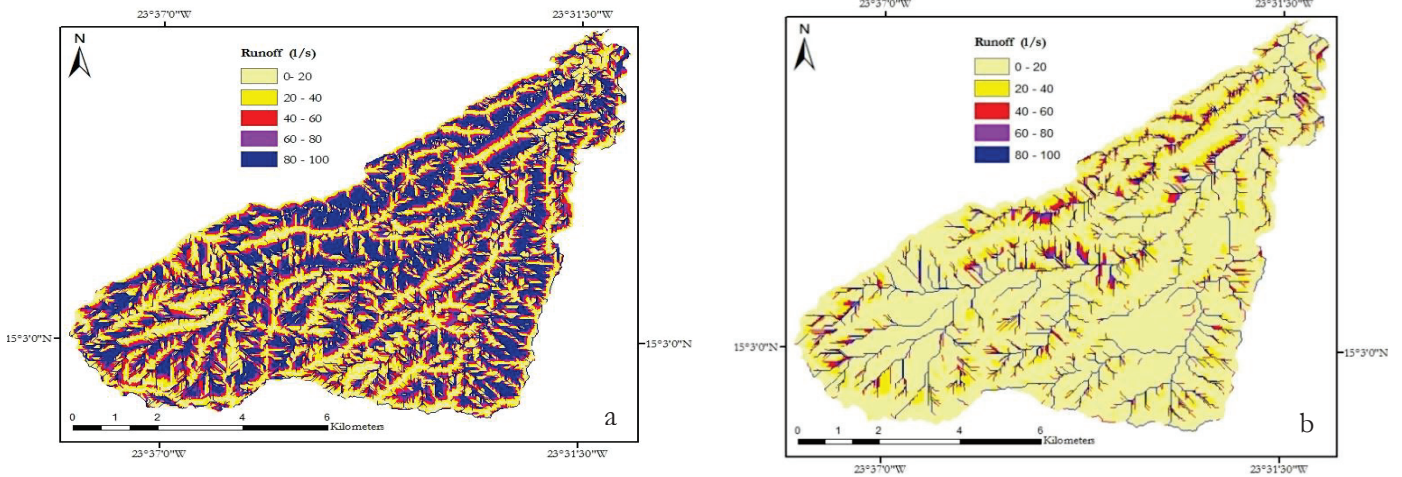 23°37'0"W 23°31'30"W
N
Runoff (l/s)
0- 20
20 - 40
40 - 60
60 - 80
80 - 100
15°3'0"N 15°3'0"N
0 1 2 4 6
Kilometers
a
23°37'0"W 23°31'30"W
23°37'0"W 23°31'30"W
N
Runoff (l/s)
0 - 20
20 - 40
40 - 60
60 - 80
80 - 100
15°3'0"N 15°3'0"N
0 1 2 4 6
Kilometers
b
23°37'0"W 23°31'30"W